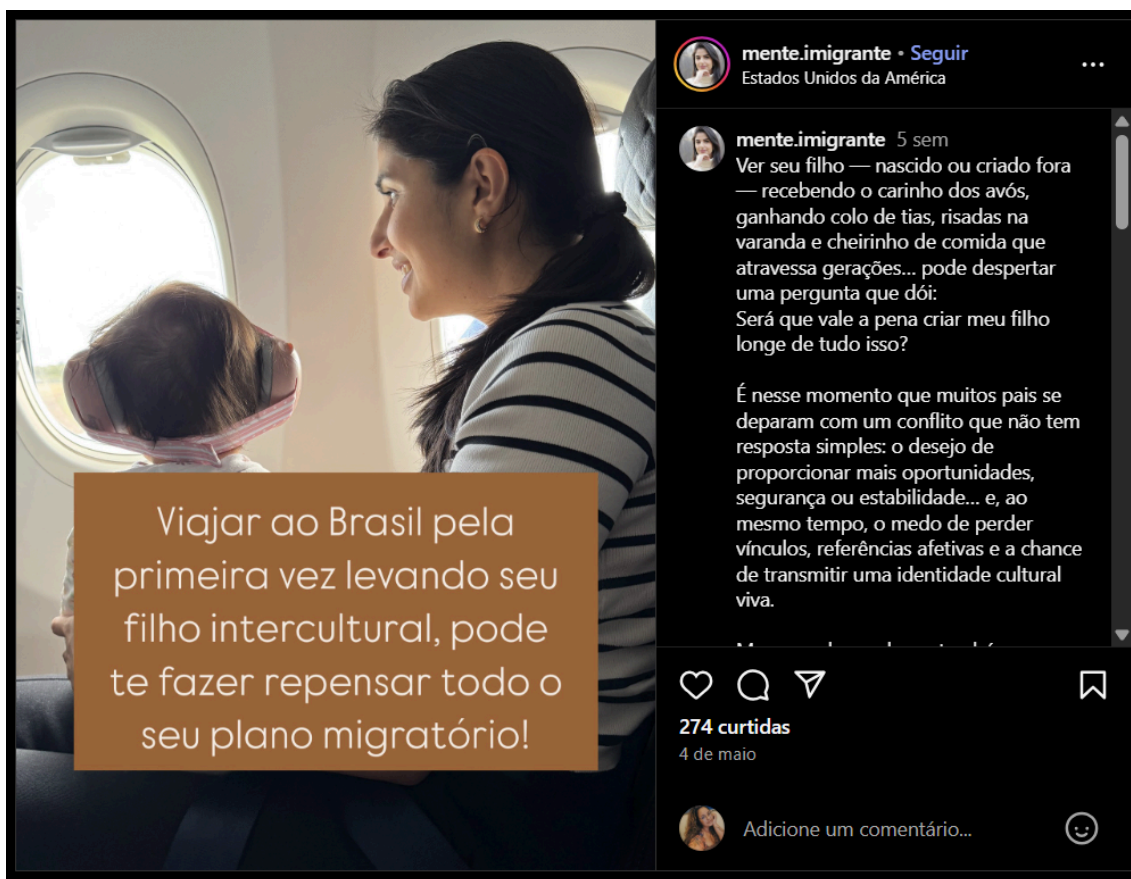 Viajar ao Brasil pela
primeira vez levando seu
filho intercultural, pode
te fazer repensar todo o
seu plano migratório!
mente.imigrante • Seguir
Estados Unidos da América
mente.imigrante 5 sem
Ver seu filho — nascido ou criado fora
— recebendo o carinho dos avós,
ganhando colo de tias, risadas na
varanda e cheirinho de comida que
atravessa gerações... pode despertar
uma pergunta que dói:
Será que vale a pena criar meu filho
longe de tudo isso?
É nesse momento que muitos pais se
deparam com um conflito que não tem
resposta simples: o desejo de
proporcionar mais oportunidades,
segurança ou estabilidade... e, ao
mesmo tempo, o medo de perder
vínculos, referências afetivas e a chance
de transmitir uma identidade cultural
viva.
274 curtidas
4 de maio
Adicione um comentário...